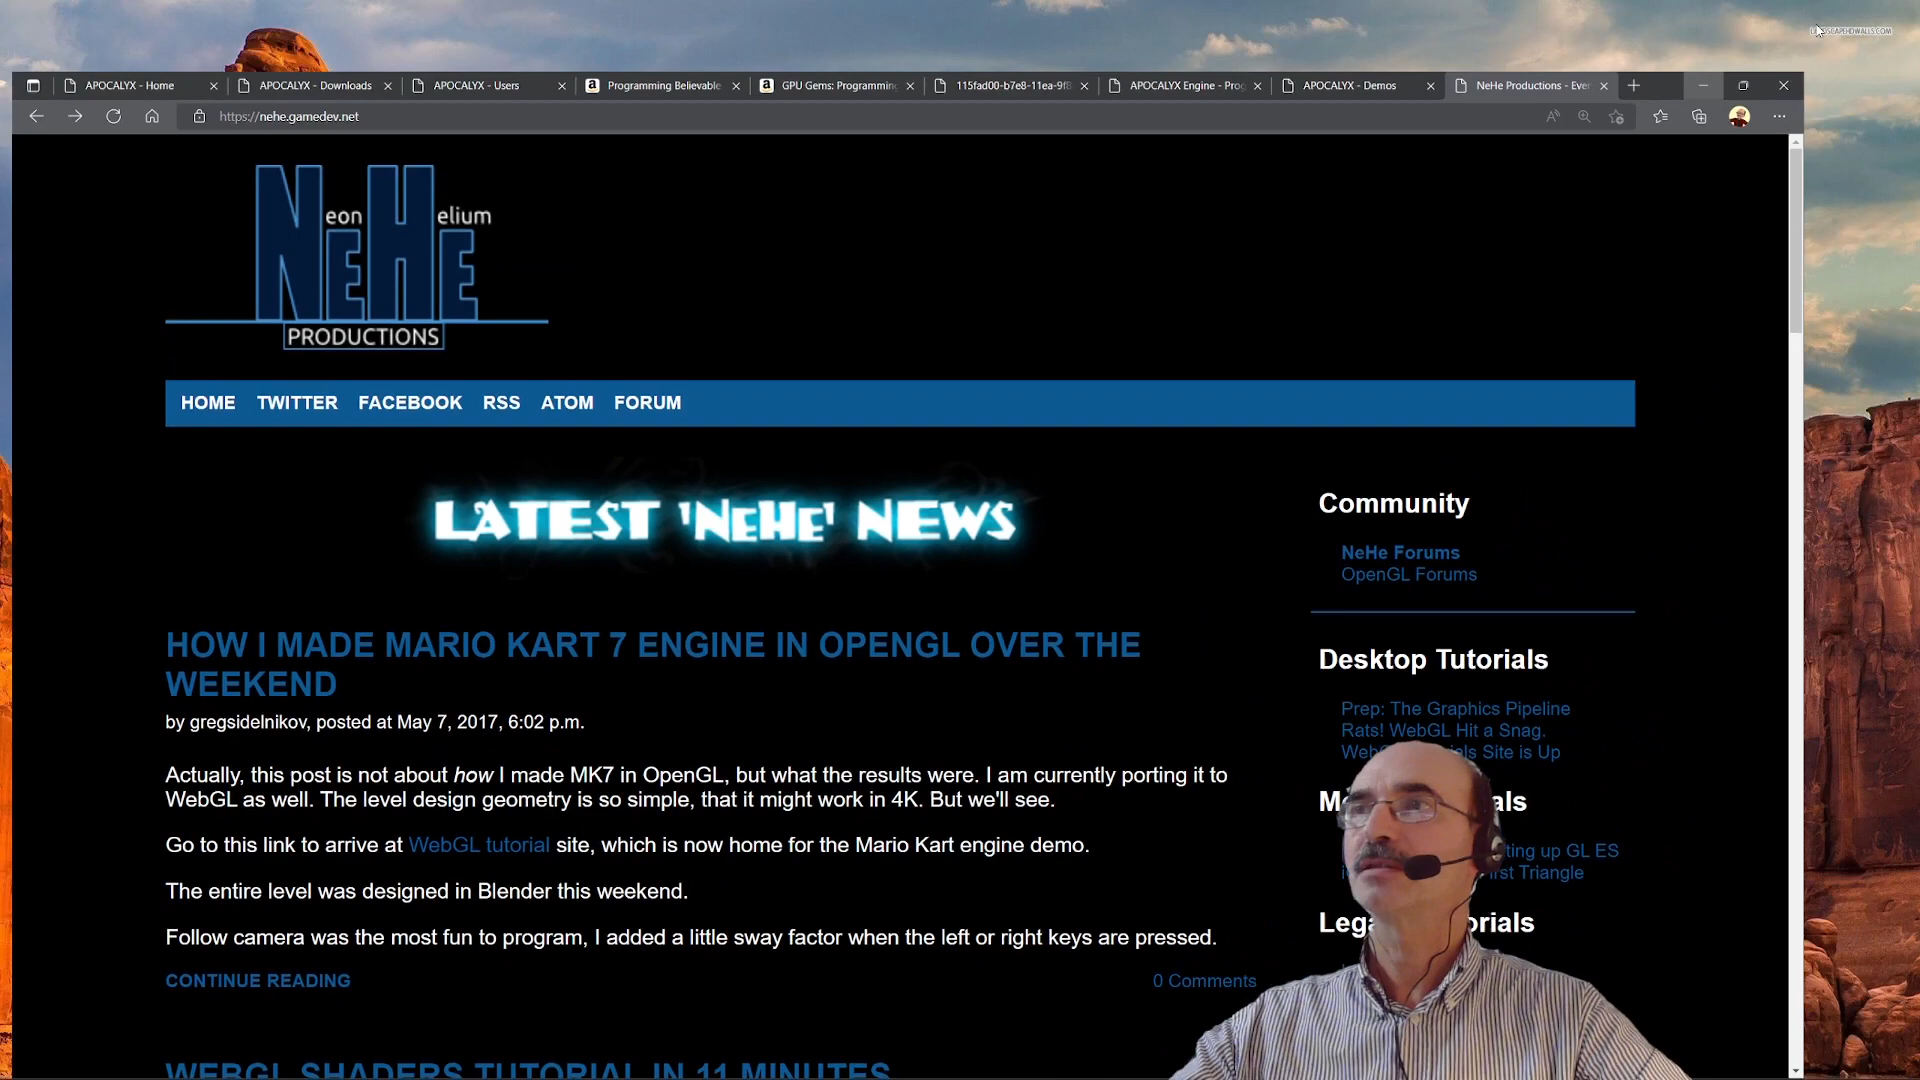 LANDSCAPEHDWALLS.COM
APOCALYX - Home
APOCALYX - Downloads
APOCALYX - Users
Programming Believable
GPU Gems: Programming
115fad00-b7e8-11ea-9f8
APOCALYX Engine - Prog
APOCALYX - Demos
NeHe Productions - Ever
https://nehe.gamedev.net
Neon Helium
NeHe
PRODUCTIONS
HOME TWITTER FACEBOOK RSS ATOM FORUM
LATEST 'NEHE' NEWS
HOW I MADE MARIO KART 7 ENGINE IN OPENGL OVER THE
WEEKEND
by gregsidelnikov, posted at May 7, 2017, 6:02 p.m.
Actually, this post is not about how I made MK7 in OpenGL, but what the results were. I am currently porting it to
WebGL as well. The level design geometry is so simple, that it might work in 4K. But we'll see.
Go to this link to arrive at WebGL tutorial site, which is now home for the Mario Kart engine demo.
The entire level was designed in Blender this weekend.
Follow camera was the most fun to program, I added a little sway factor when the left or right keys are pressed.
CONTINUE READING
0 Comments
WEBGL SHADERS TUTORIAL IN 11 MINUTES
Community
NeHe Forums
OpenGL Forums
Desktop Tutorials
Prep: The Graphics Pipeline
Rats! WebGL Hit a Snag.
Site is Up
ting up GL ES
Triangle